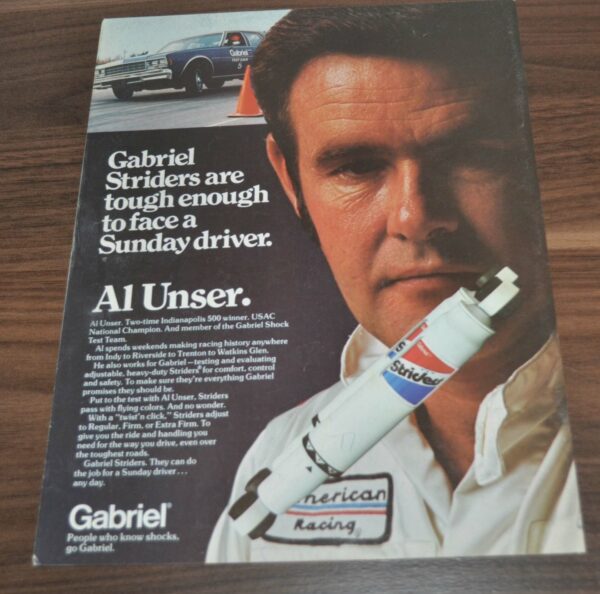 Gabriel
TEST CAR
5
Gabriel
Striders are
tough enough
to face a
Sunday driver.
Al Unser.
Al Unser. Two-time Indianapolis 500 winner. USAC
National Champion. And member of the Gabriel Shock
Test Team.
Al spends weekends making racing history anywhere
from Indy to Riverside to Trenton to Watkins Glen.
He also works for Gabriel—testing and evaluating
adjustable, heavy-duty Striders® for comfort, control
and safety. To make sure they're everything Gabriel
promises they should be.
Put to the test with Al Unser, Striders
pass with flying colors. And no wonder.
With a "twist'n click," Striders adjust
to Regular, Firm, or Extra Firm. To
give you the ride and handling you
need for the way you drive, even over
the toughest roads.
Gabriel Striders. They can do
the job for a Sunday driver...
any day.
Gabriel®
People who know shocks,
go Gabriel.
Strider
merican
Racing